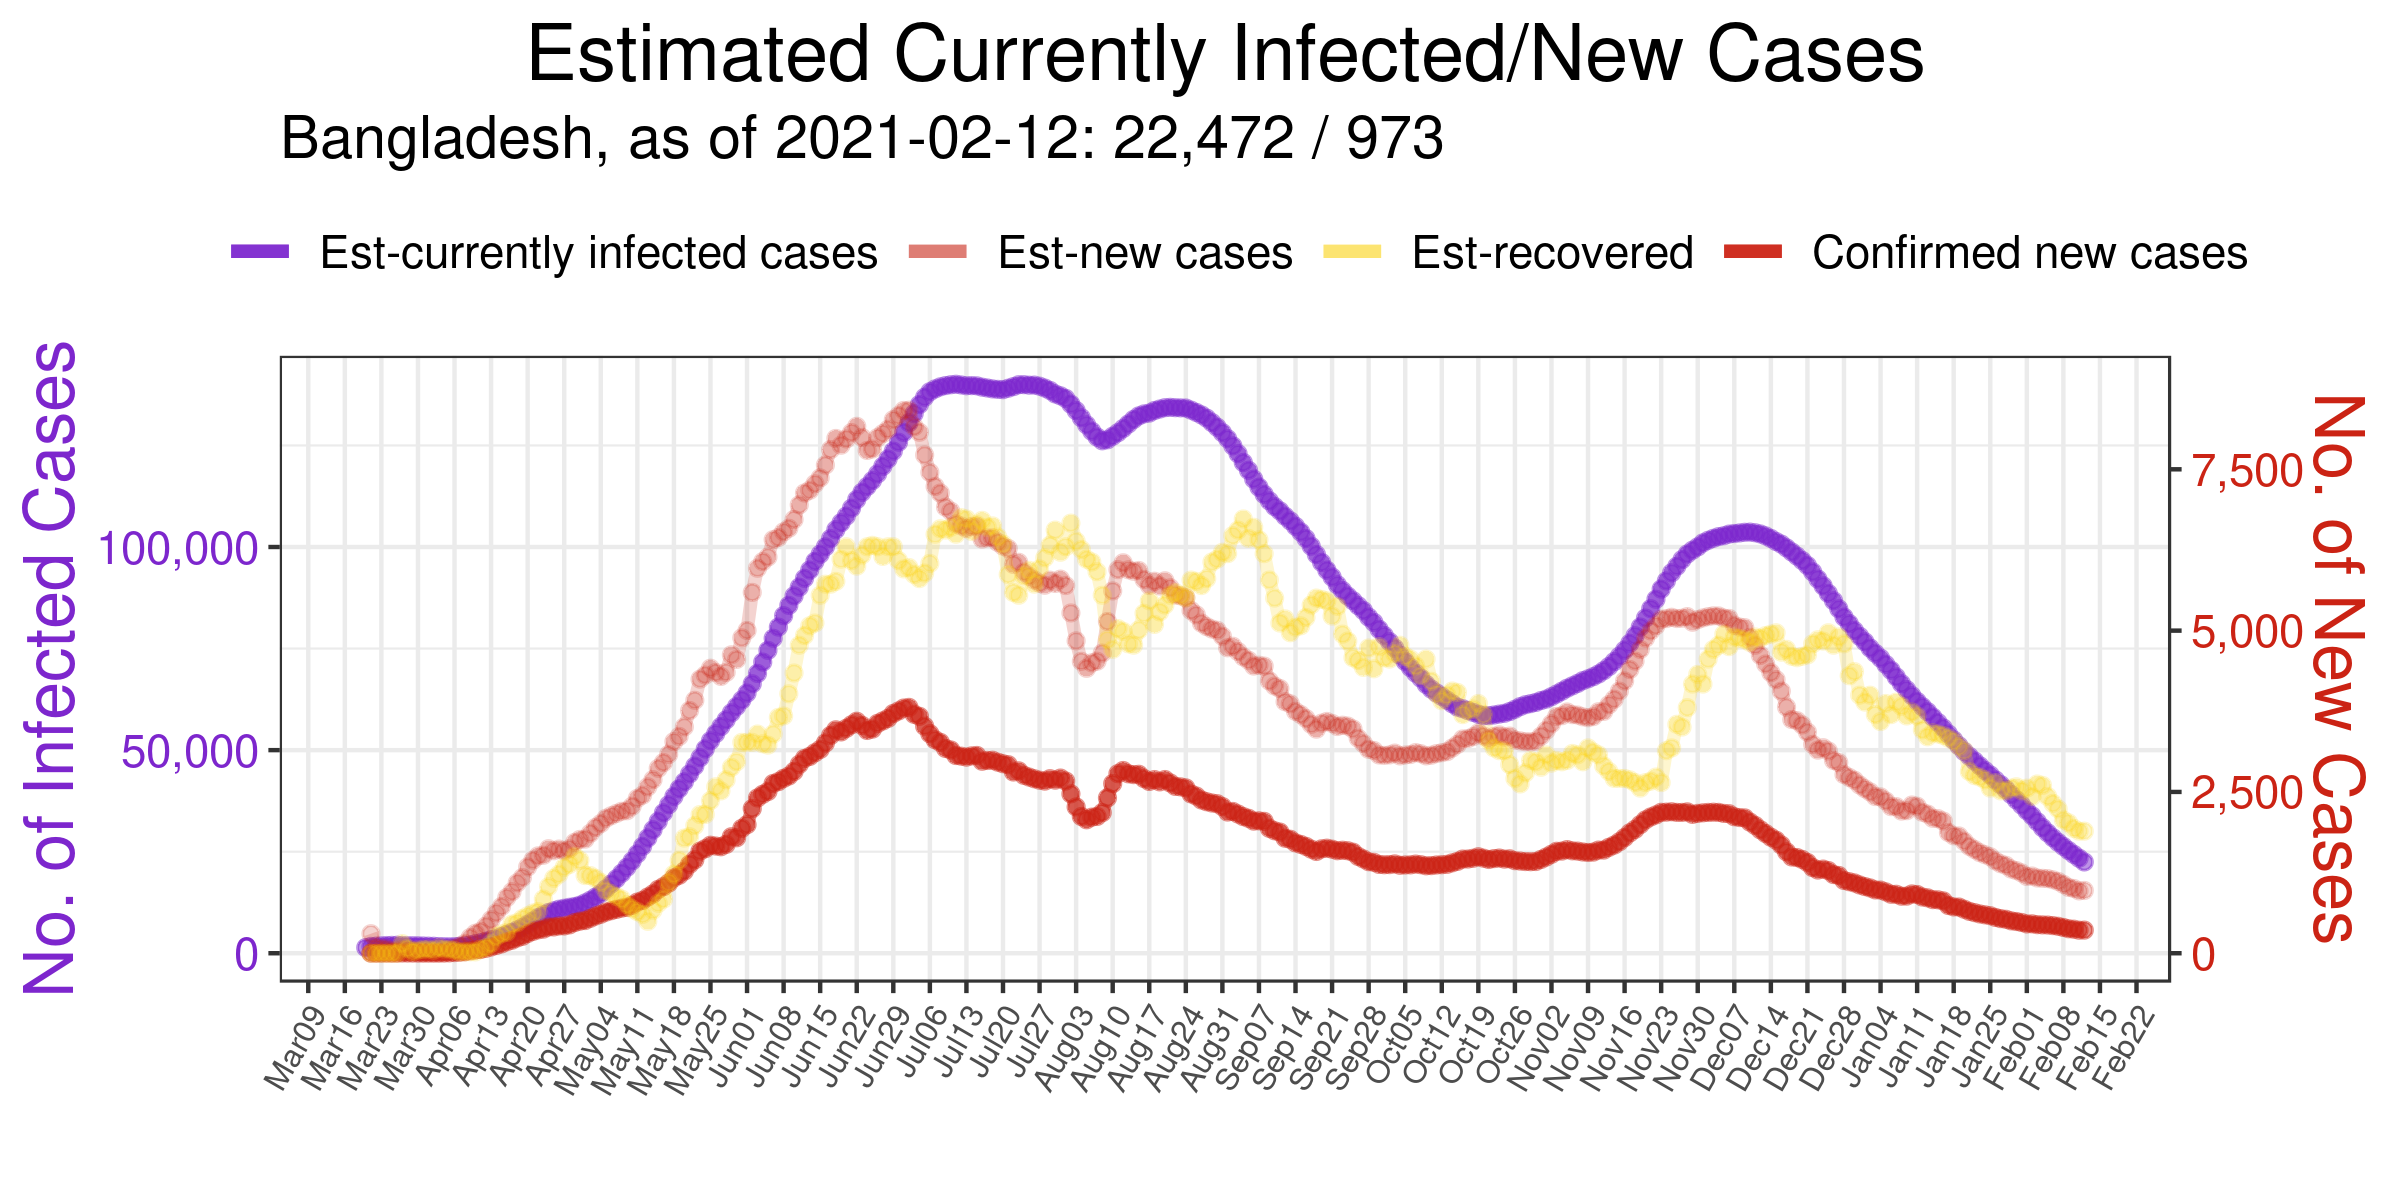 Estimated Currently Infected/New Cases
Bangladesh, as of 2021-02-12: 22,472 / 973
Est-currently infected cases Est-new cases Est-recovered Confirmed new cases
No. of Infected Cases
100,000
50,000
0
7,500
5,000
2,500
0
No. of New Cases
Mar09 Mar16 Mar23 Mar30 Apr06 Apr13 Apr20 Apr27 May04 May11 May18 May25 Jun01 Jun08 Jun15 Jun22 Jun29 Jul06 Jul13 Jul20 Jul27 Aug03 Aug10 Aug17 Aug24 Aug31 Sep07 Sep14 Sep21 Sep28 Oct05 Oct12 Oct19 Oct26 Nov02 Nov09 Nov16 Nov23 Nov30 Dec07 Dec14 Dec21 Dec28 Jan04 Jan11 Jan18 Jan25 Feb01 Feb08 Feb15 Feb22